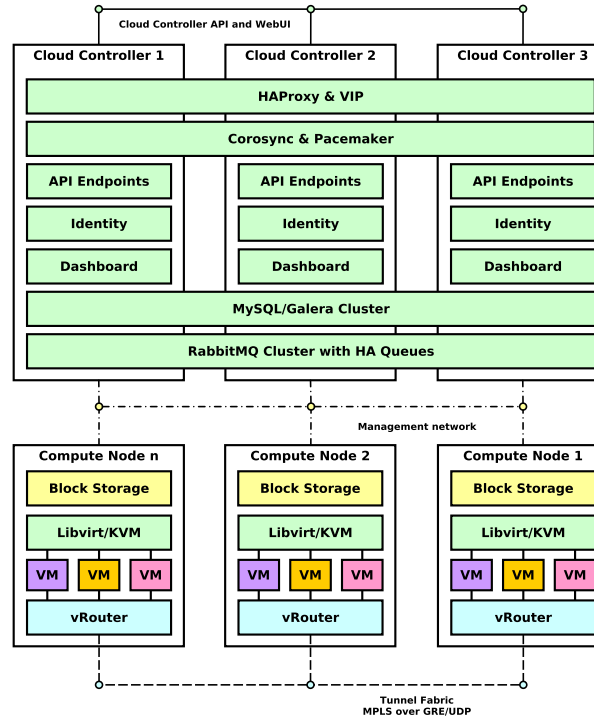 Cloud Controller API and WebUI
Cloud Controller 1
Cloud Controller 2
Cloud Controller 3
HAProxy & VIP
Corosync & Pacemaker
API Endpoints
API Endpoints
API Endpoints
Identity
Identity
Identity
Dashboard
Dashboard
Dashboard
MySQL/Galera Cluster
RabbitMQ Cluster with HA Queues
Management network
Compute Node n
Compute Node 2
Compute Node 1
Block Storage
Block Storage
Block Storage
Libvirt/KVM
Libvirt/KVM
Libvirt/KVM
VM
VM
VM
VM
VM
VM
VM
VM
VM
vRouter
vRouter
vRouter
Tunnel Fabric
MPLS over GRE/UDP